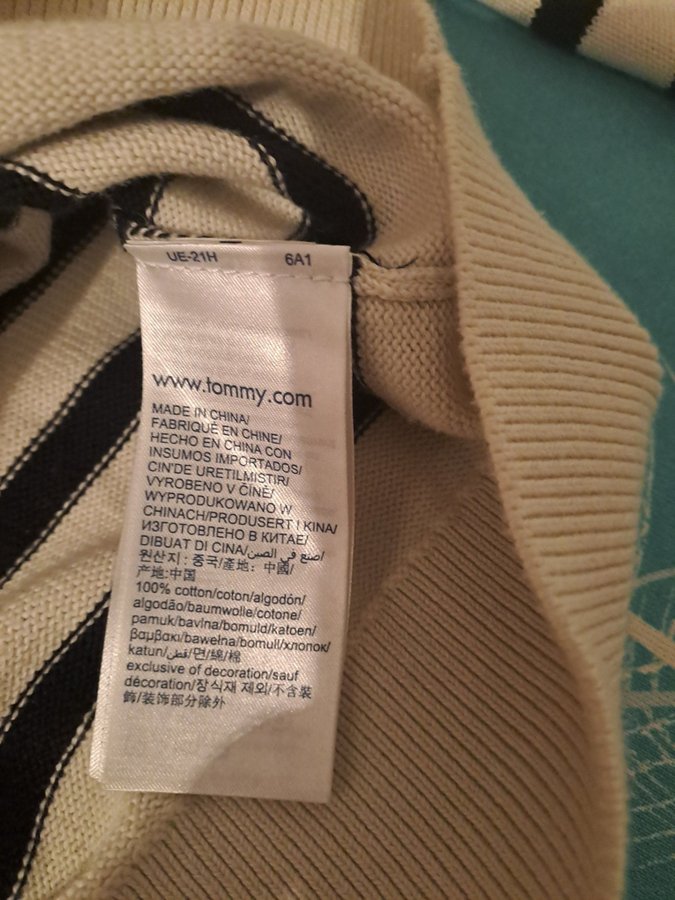 UE-21H 6A1
www.tommy.com
MADE IN CHINA/
FABRIQUÉ EN CHINE/
HECHO EN CHINA CON
INSUMOS IMPORTADOS/
CIN'DE URETILMISTIR/
VYROBENO V ČÍNĚ/
WYPRODUKOWANO W
CHINACH/PRODUSERT I KINA/
ИЗГОТОВЛЕНО В КИТАЕ/
DIBUAT DI CINA/صنع في الصين/
원산지 : 중국/產地: 中國/
产地:中国
100% cotton/coton/algodón/
algodão/baumwolle/cotone/
pamuk/bavlna/bomuld/katoen/
βαμβακι/bawełna/bomull/хлопок/
katun/قطن/면/綿/棉
exclusive of decoration/sauf
décoration/장식재 제외/不含裝
飾/装饰部分除外